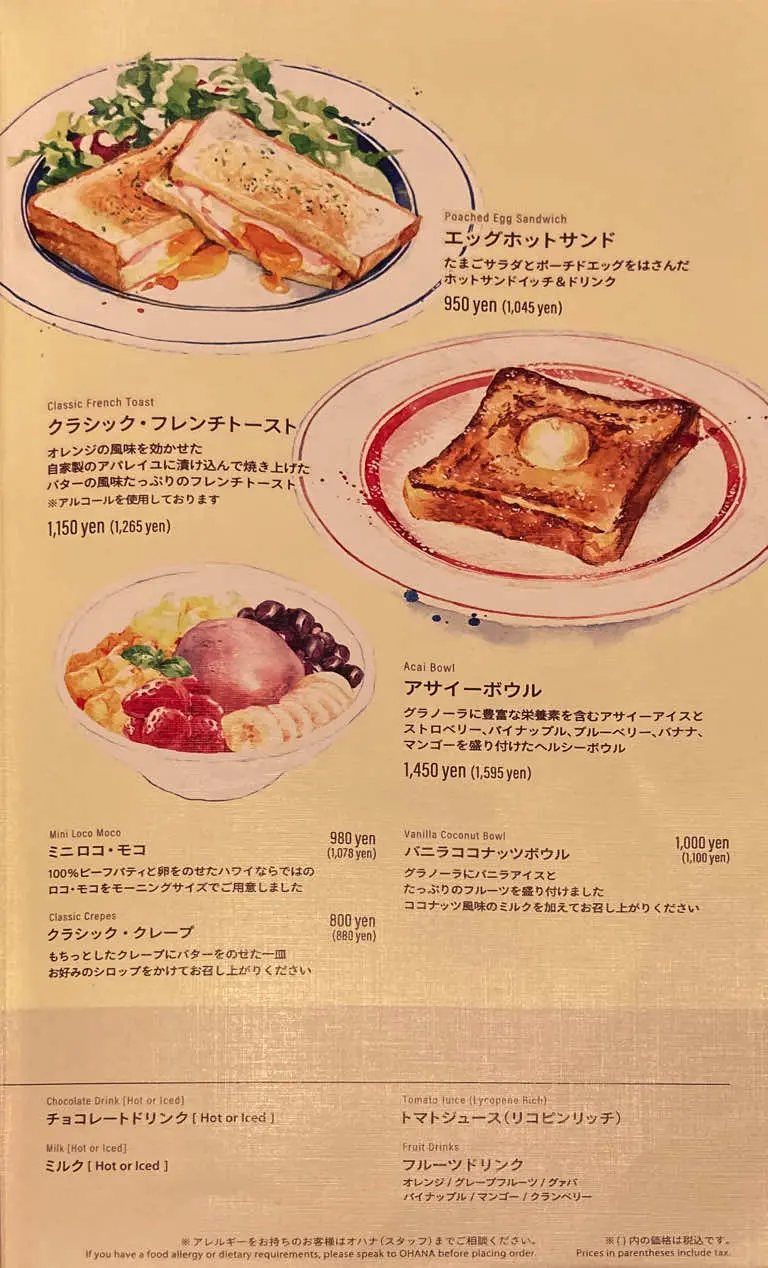 Poached Egg Sandwich
エッグホットサンド
たまごサラダとポーチドエッグをはさんだ
ホットサンドイッチ&ドリンク
950 yen (1,045 yen)
Classic French Toast
クラシック・フレンチトースト
オレンジの風味を効かせた
自家製のアパレイユに漬け込んで焼き上げた
バターの風味たっぷりのフレンチトースト
※アルコールを使用しております
1,150 yen (1,265 yen)
Acai Bowl
アサイーボウル
グラノーラに豊富な栄養素を含むアサイーアイスと
ストロベリー、パイナップル、ブルーベリー、バナナ、
マンゴーを盛り付けたヘルシーボウル
1,450 yen (1,595 yen)
Mini Loco Moco
ミニロコ・モコ
980 yen
(1,078 yen)
100%ビーフパティと卵をのせたハワイならではの
ロコ・モコをモーニングサイズでご用意しました
Classic Crepes
クラシック・クレープ
800 yen
(880 yen)
もちっとしたクレープにバターをのせた一皿
お好みのシロップをかけてお召し上がりください
Vanilla Coconut Bowl
バニラココナッツボウル
1,000 yen
(1,100 yen)
グラノーラにバニラアイスと
たっぷりのフルーツを盛り付けました
ココナッツ風味のミルクを加えてお召し上がりください
Chocolate Drink [Hot or Iced]
チョコレートドリンク [ Hot or Iced ]
Milk [Hot or Iced]
ミルク [ Hot or Iced ]
Tomato Juice (Lycopene Rich)
トマトジュース(リコピンリッチ)
Fruit Drinks
フルーツドリンク
オレンジ / グレープフルーツ / グァバ
パイナップル / マンゴー / クランベリー
※アレルギーをお持ちのお客様はオハナ(スタッフ)までご相談ください。
If you have a food allergy or dietary requirements, please speak to OHANA before placing order.
※( )内の価格は税込です。
Prices in parentheses include tax.